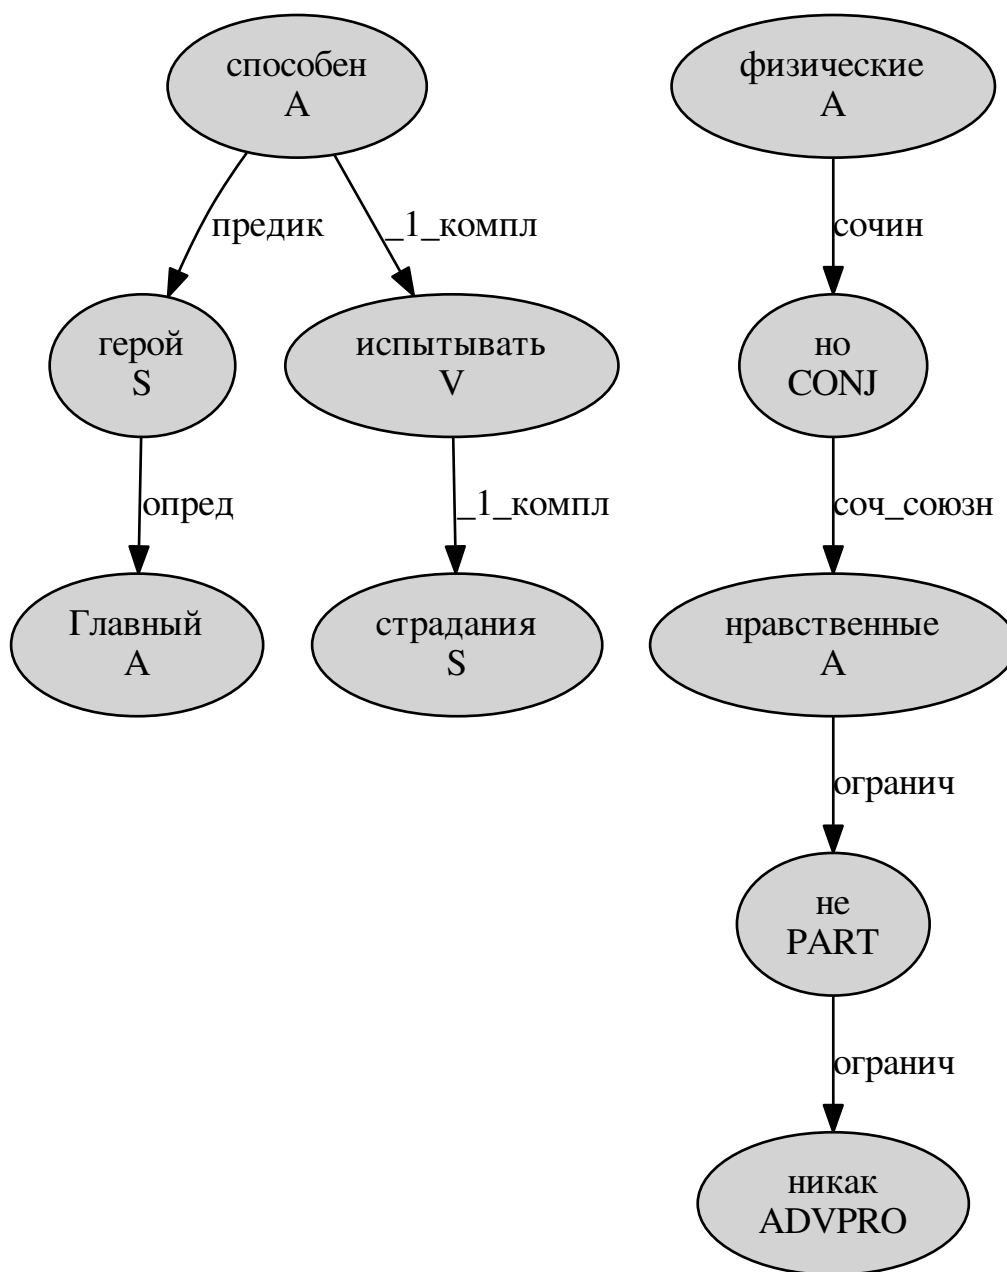 способен
A
физические
A
предик
_1_компл
сочин
герой
S
испытывать
V
но
CONJ
опред
_1_компл
соч_союзн
Главный
A
страдания
S
нравственные
A
огранич
не
PART
огранич
никак
ADVPRO